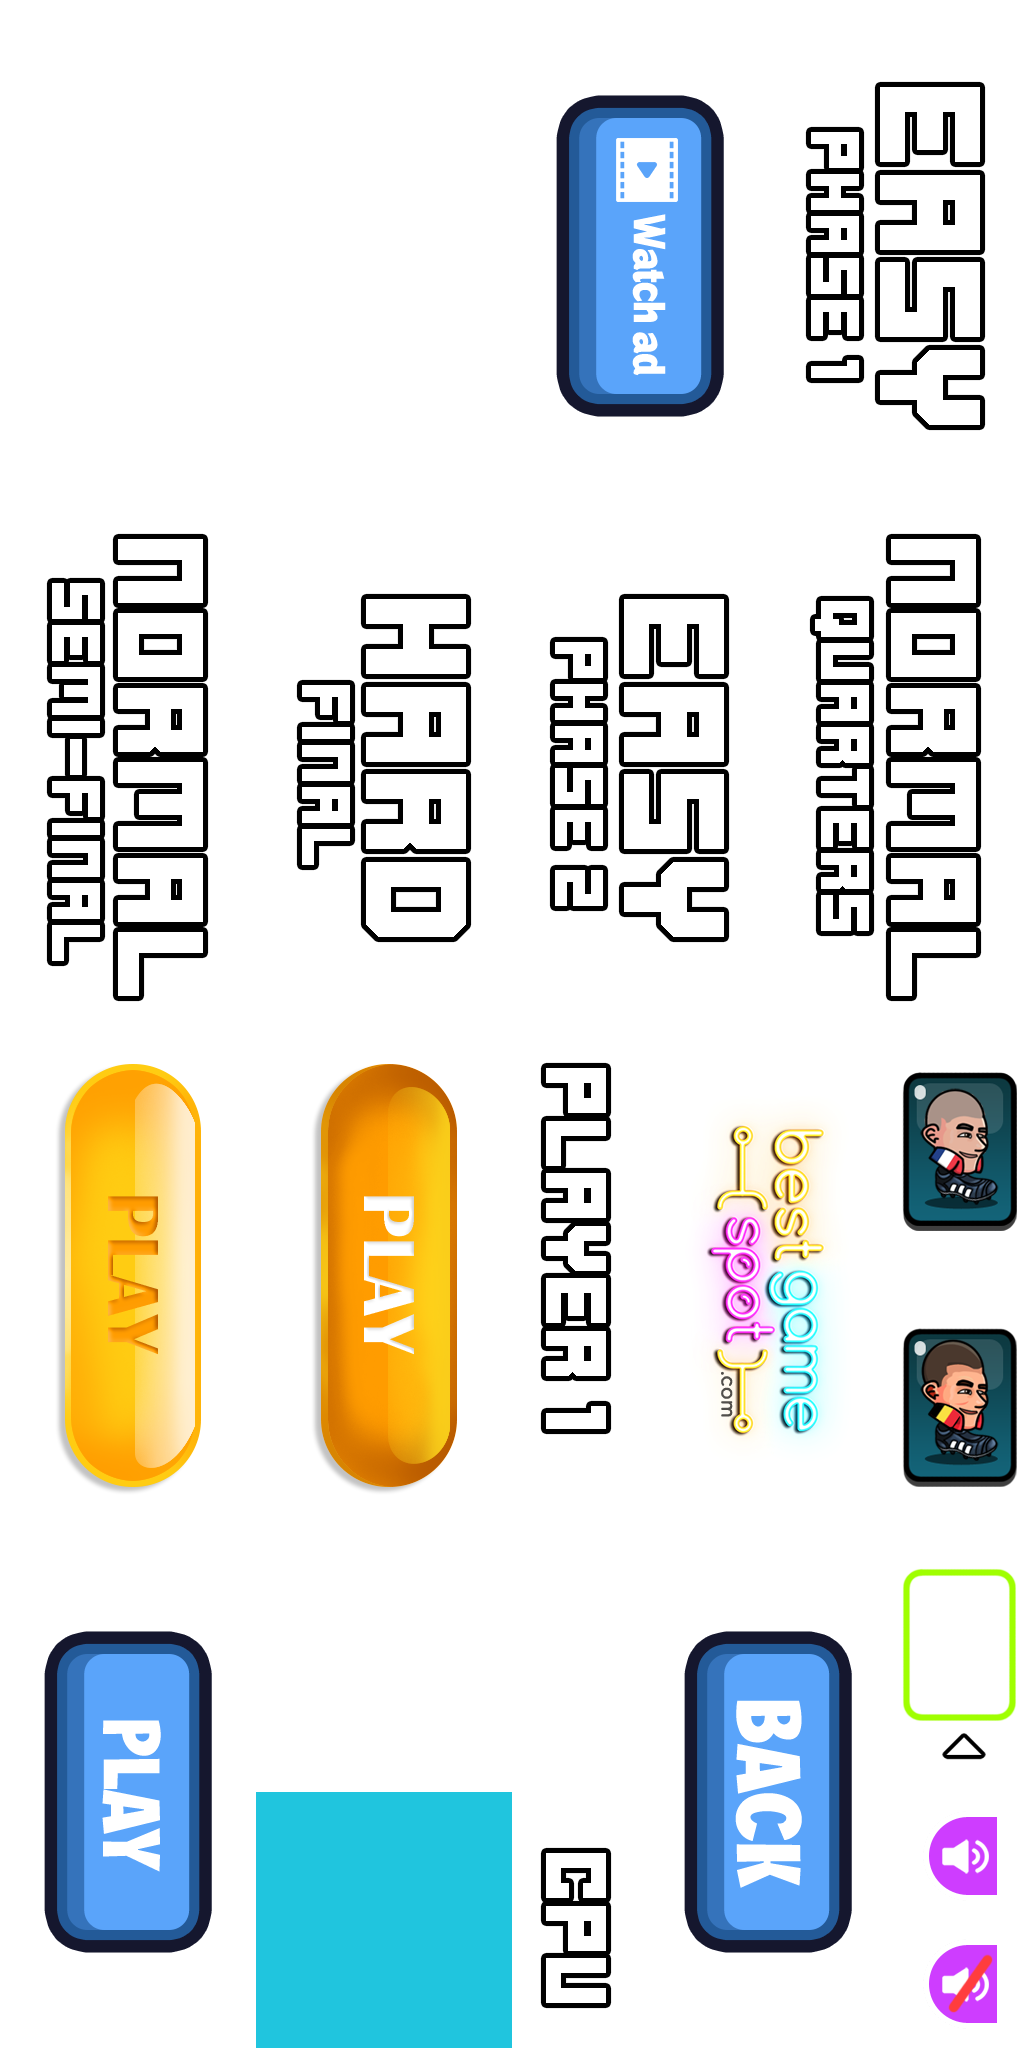 EASY
PHASE 1
Watch ad
NORMAL
QUARTERS
EASY
PHASE 2
HARD
FINAL
NORMAL
SEMI-FINAL
best game
spot
.com
PLAYER 1
PLAY
PLAY
BACK
CPU
PLAY